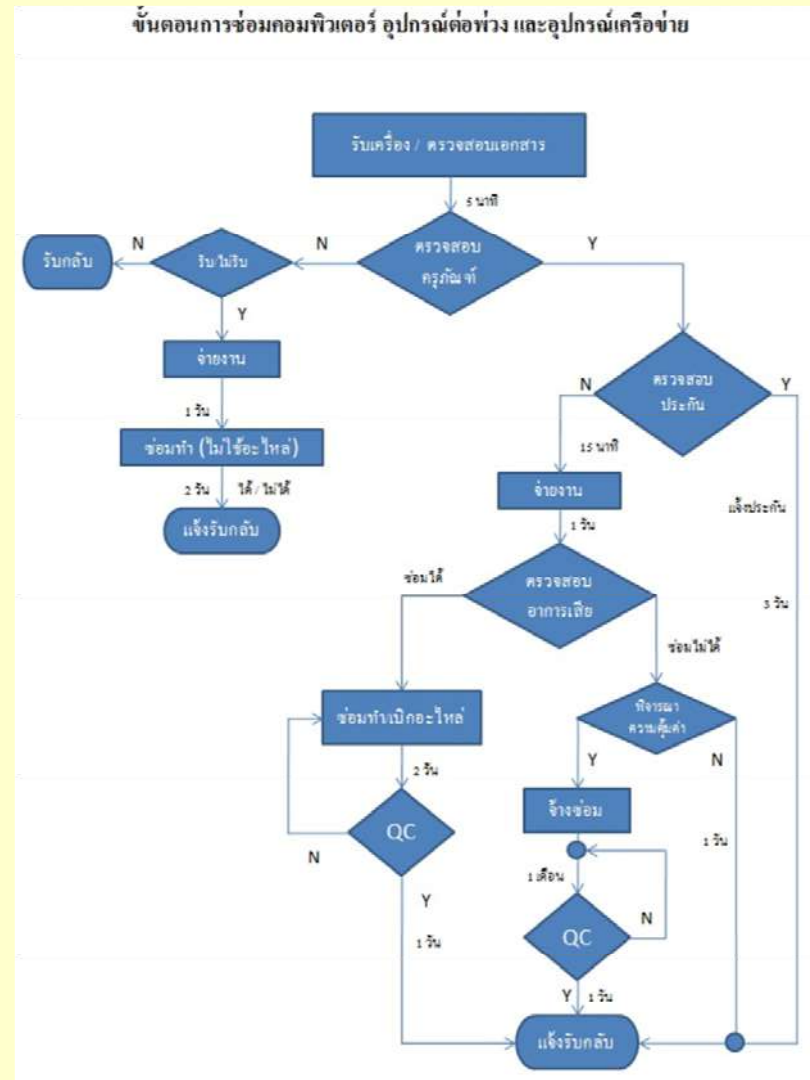 ขั้นตอนการซ่อมคอมพิวเตอร์ อุปกรณ์ต่อพ่วง และอุปกรณ์เครือข่าย
รับเครื่อง / ตรวจสอบเอกสาร
5 นาที
ตรวจสอบ
ครุภัณฑ์
N
Y
รับ/ไม่รับ
N
รับกลับ
Y
จ่ายงาน
1 วัน
ซ่อมทำ (ไม่ใช้อะไหล่)
2 วัน
ได้ / ไม่ได้
แจ้งรับกลับ
ตรวจสอบ
ประกัน
N
Y
15 นาที
แจ้งประกัน
3 วัน
จ่ายงาน
1 วัน
ตรวจสอบ
อาการเสีย
ซ่อมได้
ซ่อมไม่ได้
ซ่อมทำเบิกอะไหล่
2 วัน
QC
N
Y
1 วัน
พิจารณา
ความคุ้มค่า
Y
N
จ้างซ่อม
1 วัน
1 เดือน
QC
N
Y
1 วัน
แจ้งรับกลับ